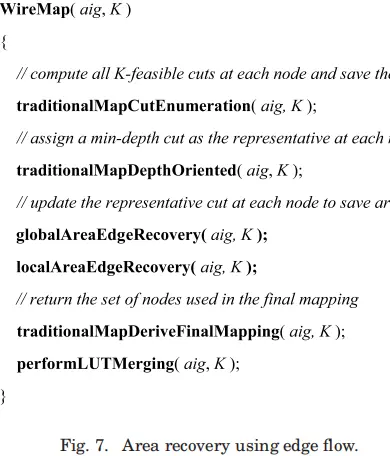 WireMap( aig, K )
{
// compute all K-feasible cuts at each node and save the
traditionalMapCutEnumeration( aig, K );
// assign a min-depth cut as the representative at each
traditionalMapDepthOriented( aig, K );
// update the representative cut at each node to save
globalAreaEdgeRecovery( aig, K );
localAreaEdgeRecovery( aig, K );
// return the set of nodes used in the final mapping
traditionalMapDeriveFinalMapping( aig, K );
performLUTMerging( aig, K );
}
Fig. 7. Area recovery using edge flow.